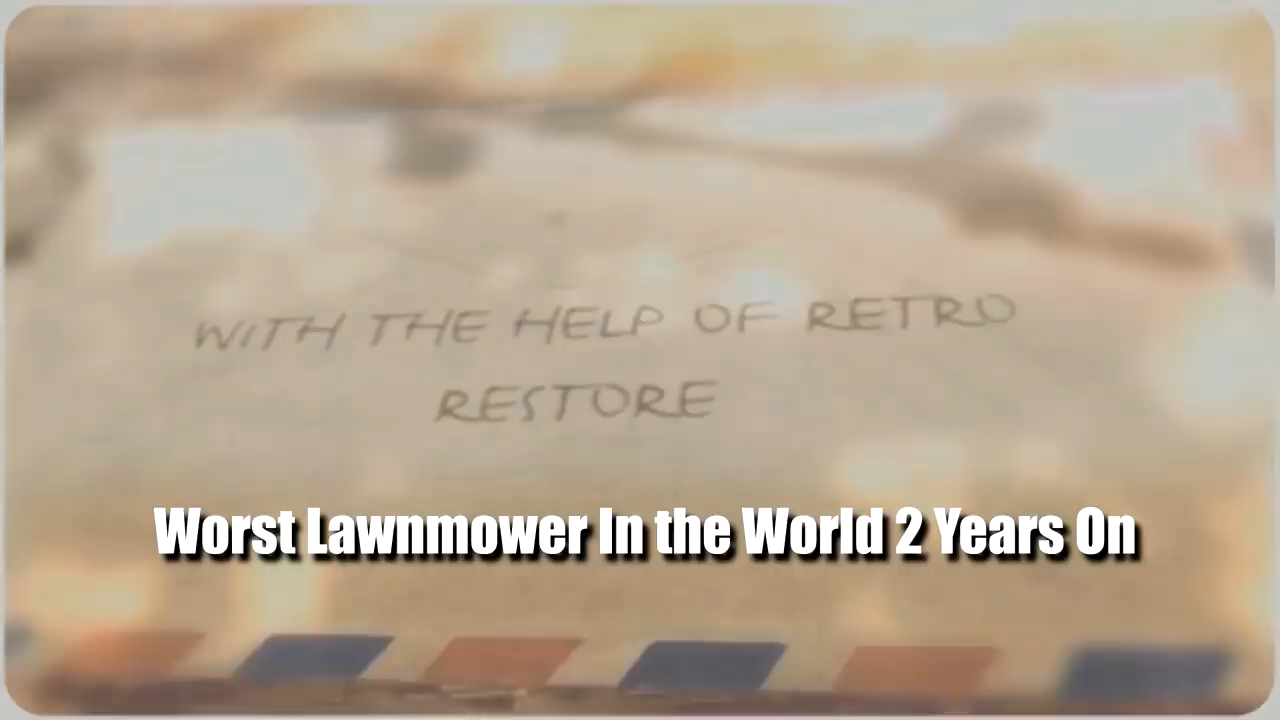 WITH THE HELP OF RETRO
RESTORE
Worst Lawnmower In the World 2 Years On